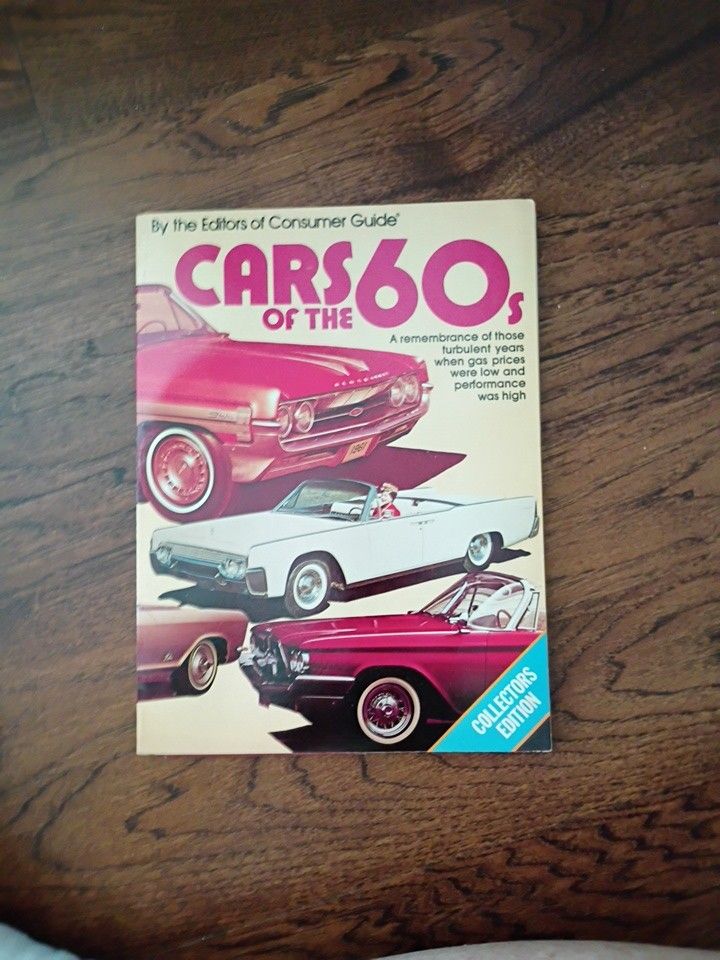 By the Editors of Consumer Guide®
CARS
OF THE
60s
A remembrance of those
turbulent years
when gas prices
were low and
performance
was high
1961
COLLECTORS
EDITION